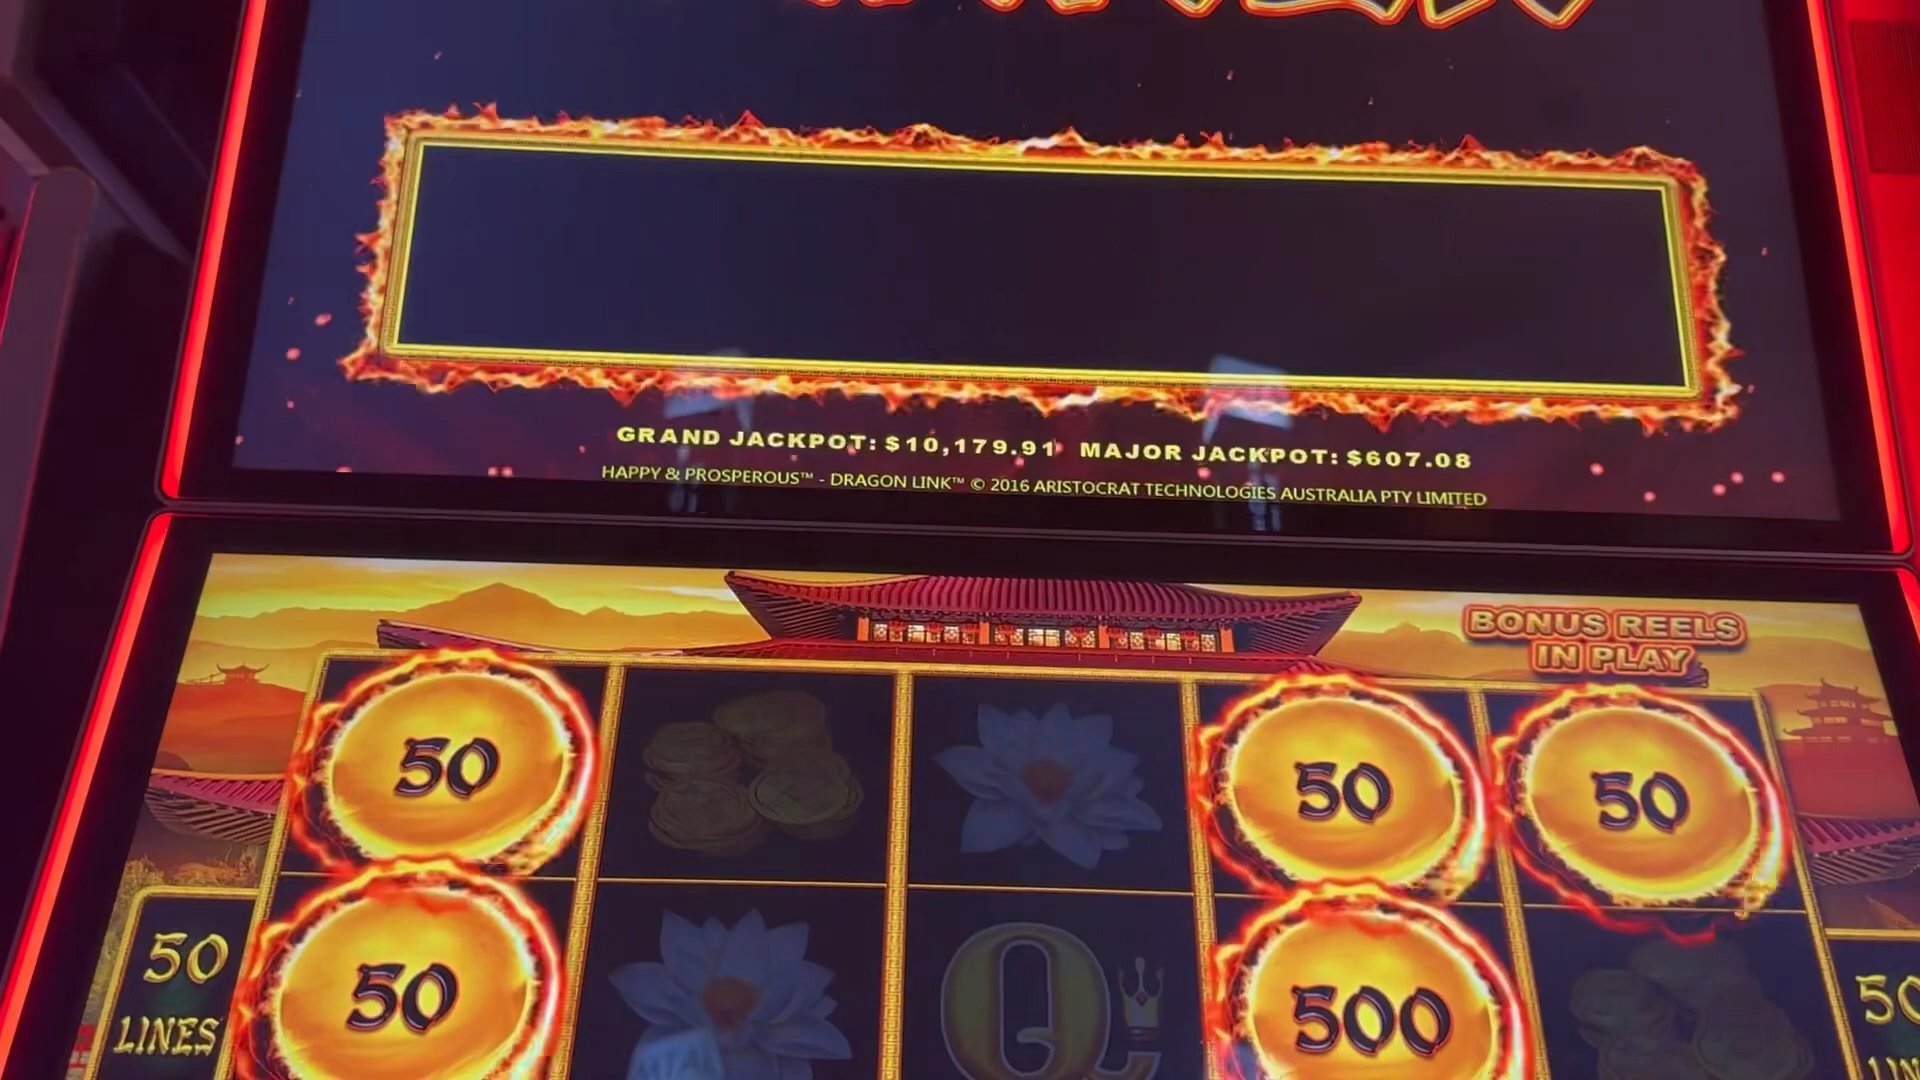 GRAND JACKPOT: $10,179.91 MAJOR JACKPOT: $607.08
HAPPY & PROSPEROUS™ - DRAGON LINK™ © 2016 ARISTOCRAT TECHNOLOGIES AUSTRALIA PTY LIMITED
BONUS REELS
IN PLAY
50
50
50
50
500
Q
50
LINES
50